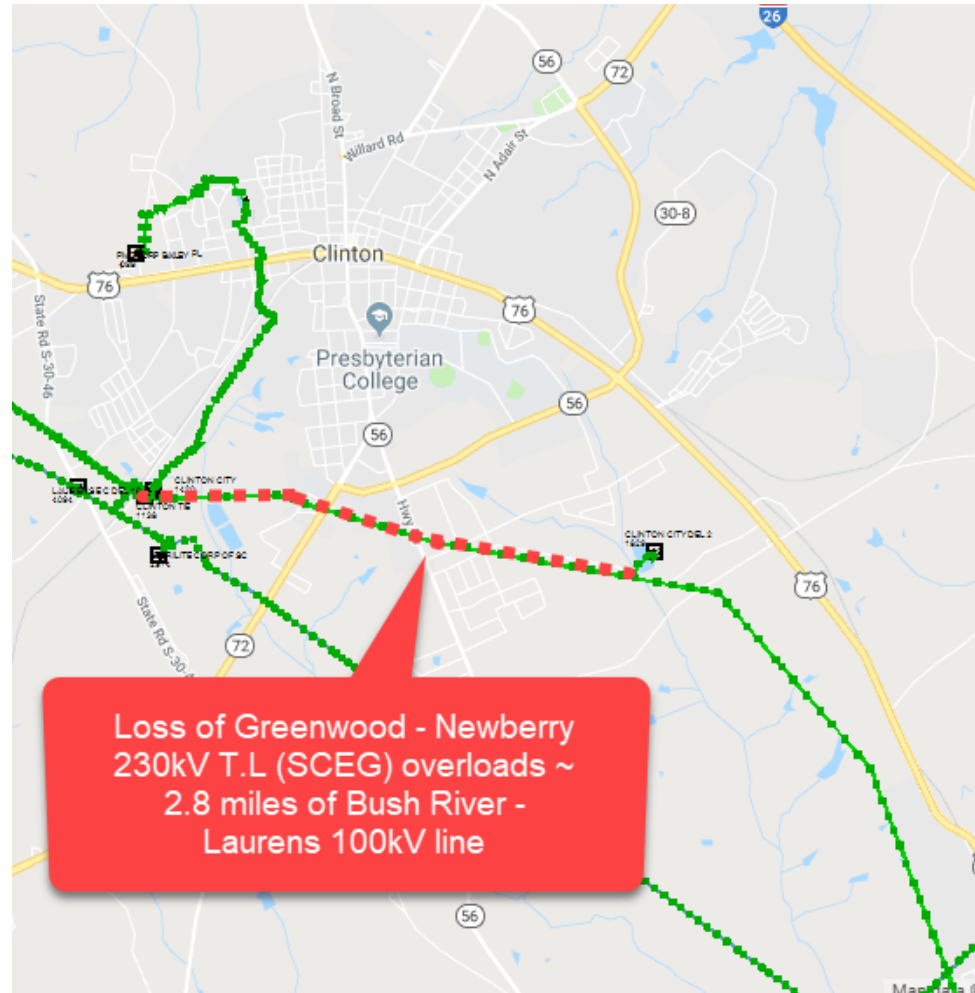 26
56
72
N Broad St
Willard Rd
N Adair St
30-8
Clinton
76
76
State Rd S-30-46
Presbyterian
College
56
56
CLINTON CITY
CLINTON TIE
1136
Hwy
CLINTON CITY DEL 2
76
72
State Rd S-30-4
Loss of Greenwood - Newberry
230kV T.L (SCEG) overloads ~
2.8 miles of Bush River -
Laurens 100kV line
56